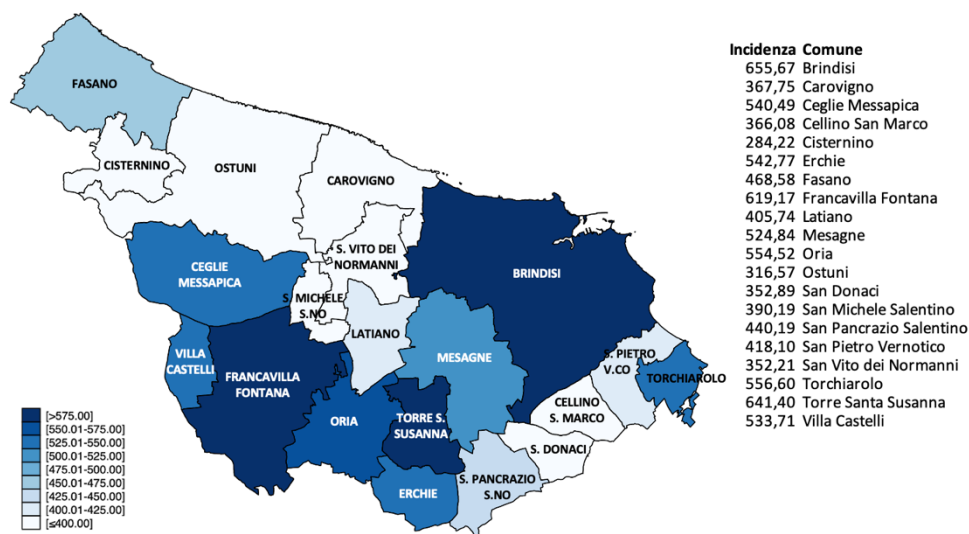 FASANO
CISTERNINO
OSTUNI
CAROVIGNO
S. VITO DEI
NORMANNI
CEGLIE
MESSAPICA
S. MICHELE
S.NO
BRINDISI
LATIANO
MESAGNE
VILLA
CASTELLI
FRANCAVILLA
FONTANA
S. PIETRO
V.CO
TORCHIAROLO
CELLINO
S. MARCO
ORIA
TORRE S.
SUSANNA
S. DONACI
S. PANCRAZIO
S.NO
ERCHIE
[>575.00]
[550.01-575.00]
[525.01-550.00]
[500.01-525.00]
[475.01-500.00]
[450.01-475.00]
[425.01-450.00]
[400.01-425.00]
[≤400.00]
Incidenza Comune
655,67 Brindisi
367,75 Carovigno
540,49 Ceglie Messapica
366,08 Cellino San Marco
284,22 Cisternino
542,77 Erchie
468,58 Fasano
619,17 Francavilla Fontana
405,74 Latiano
524,84 Mesagne
554,52 Oria
316,57 Ostuni
352,89 San Donaci
390,19 San Michele Salentino
440,19 San Pancrazio Salentino
418,10 San Pietro Vernotico
352,21 San Vito dei Normanni
556,60 Torchiarolo
641,40 Torre Santa Susanna
533,71 Villa Castelli